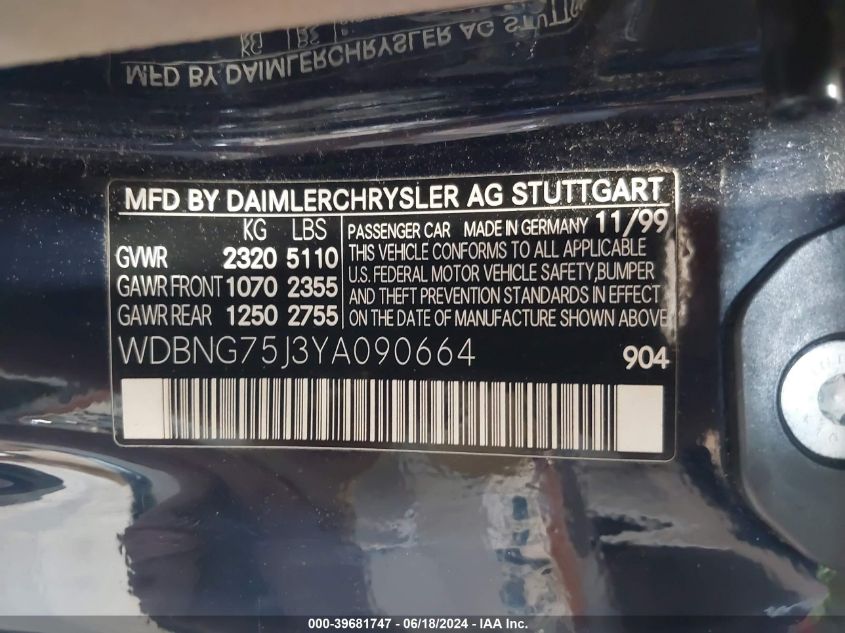 MFD BY DAIMLERCHRYSLER AG STUTTGART
KG LBS
MFD BY DAIMLERCHRYSLER AG STUTTGART
KG LBS
GVWR 2320 5110
GAWR FRONT 1070 2355
GAWR REAR 1250 2755
PASSENGER CAR MADE IN GERMANY 11/99
THIS VEHICLE CONFORMS TO ALL APPLICABLE
U.S. FEDERAL MOTOR VEHICLE SAFETY,BUMPER
AND THEFT PREVENTION STANDARDS IN EFFECT
ON THE DATE OF MANUFACTURE SHOWN ABOVE
WDBNG75J3YA090664
904
000-39681747 - 06/18/2024 - IAA Inc.